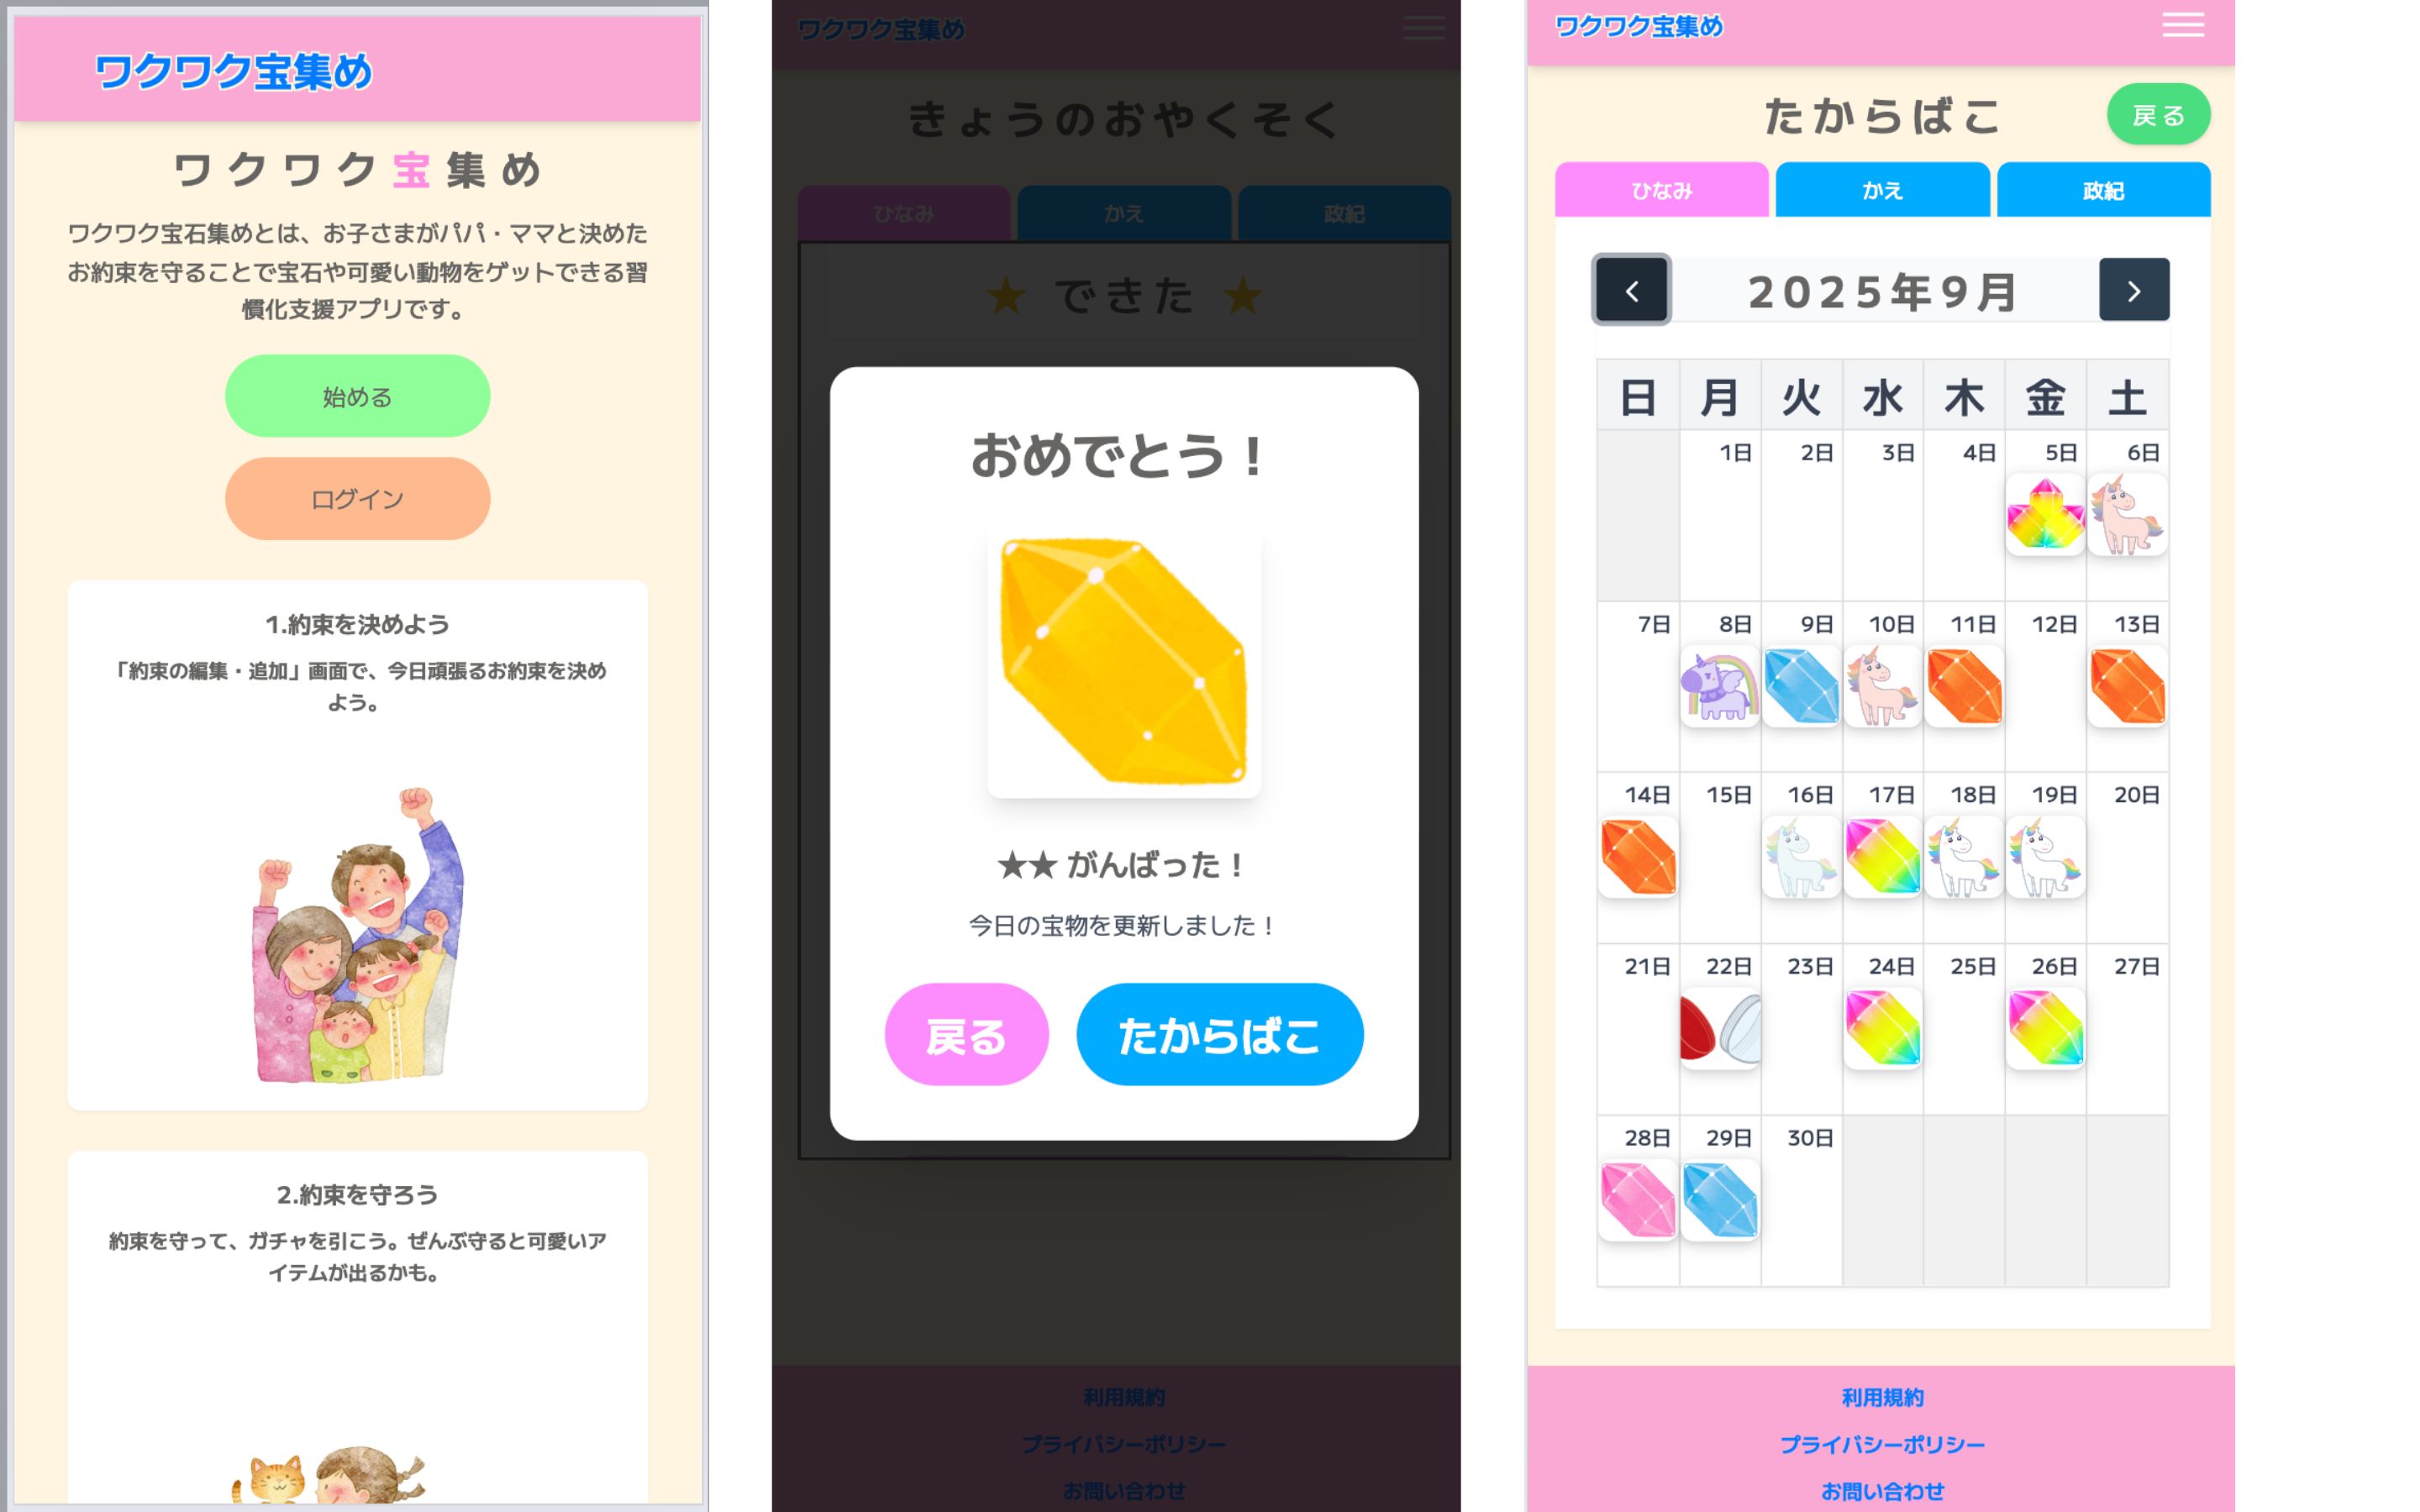 ワクワク宝集め
ワクワク宝集め
ワクワク宝石集めとは、お子さまがパパ・ママと決めた
お約束を守ることで宝石や可愛い動物をゲットできる習
慣化支援アプリです。
始める
ログイン
1.約束を決めよう
「約束の編集・追加」画面で、今日頑張るお約束を決め
よう。
2.約束を守ろう
約束を守って、ガチャを引こう。ぜんぶ守ると可愛いア
イテムが出るかも。
ワクワク宝集め
きょうのおやくそく
ひなみ かえ 政紀
★ できた ★
おめでとう！
★★ がんばった！
今日の宝物を更新しました！
戻る たからばこ
利用規約
プライバシーポリシー
お問い合わせ
ワクワク宝集め
たからばこ 戻る
ひなみ かえ 政紀
2025年9月
日 月 火 水 木 金 土
1日 2日 3日 4日 5日 6日
7日 8日 9日 10日 11日 12日 13日
14日 15日 16日 17日 18日 19日 20日
21日 22日 23日 24日 25日 26日 27日
28日 29日 30日
利用規約
プライバシーポリシー
お問い合わせ